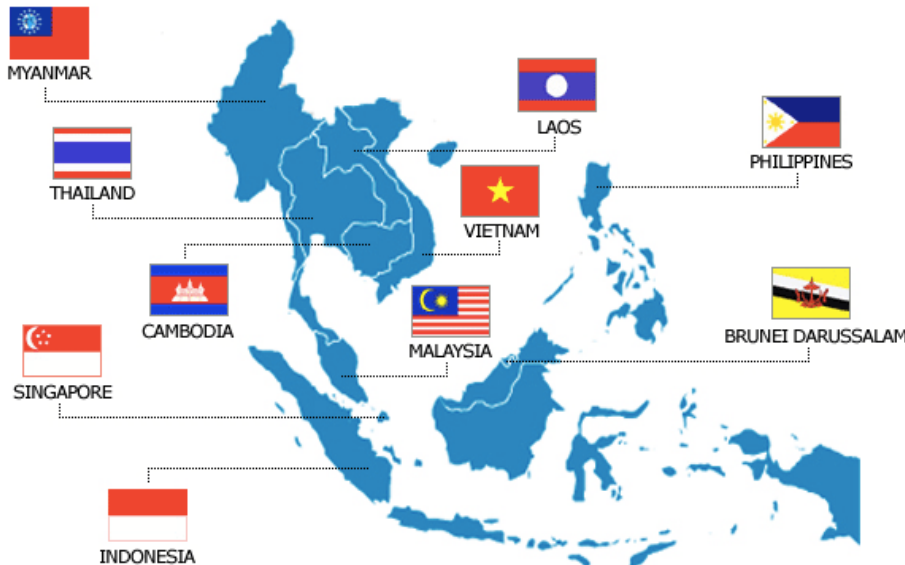 MYANMAR
LAOS
PHILIPPINES
THAILAND
VIETNAM
CAMBODIA
BRUNEI DARUSSALAM
MALAYSIA
SINGAPORE
INDONESIA